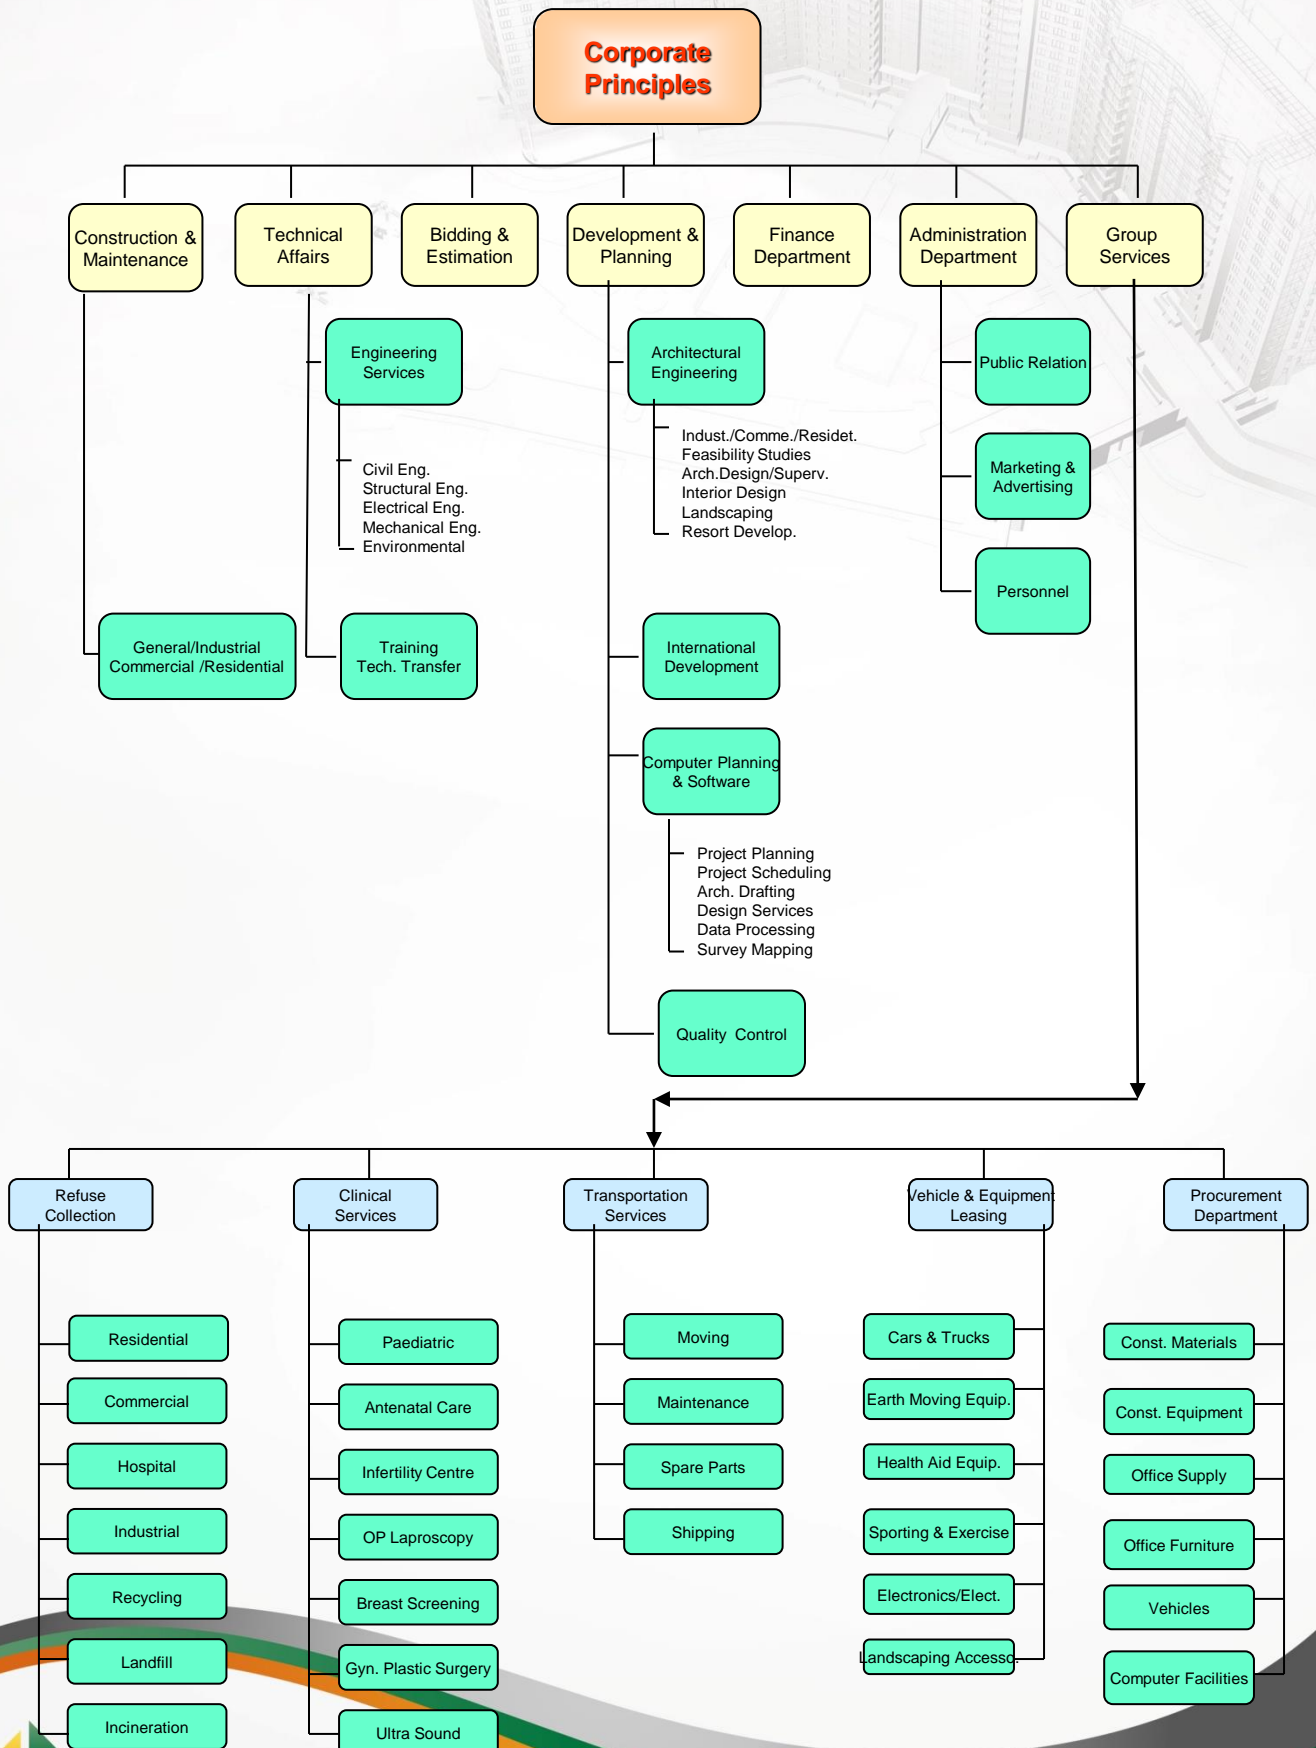 Corporate
Principles
Construction &
Maintenance
Technical
Affairs
Bidding &
Estimation
Development &
Planning
Finance
Department
Administration
Department
Group
Services
Engineering
Services
Civil Eng.
Structural Eng.
Electrical Eng.
Mechanical Eng.
Environmental
Architectural
Engineering
Indust./Comme./Residet.
Feasibility Studies
Arch.Design/Superv.
Interior Design
Landscaping
Resort Develop.
Public Relation
Marketing &
Advertising
Personnel
General/Industrial
Commercial /Residential
Training
Tech. Transfer
International
Development
Computer Planning
& Software
Project Planning
Project Scheduling
Arch. Drafting
Design Services
Data Processing
Survey Mapping
Quality  Control
Refuse
Collection
Clinical
Services
Transportation
Services
Vehicle & Equipment
Leasing
Procurement
Department
Residential
Commercial
Hospital
Industrial
Recycling
Landfill
Incineration
Paediatric
Antenatal Care
Infertility Centre
OP Laproscopy
Breast Screening
Gyn. Plastic Surgery
Ultra Sound
Moving
Maintenance
Spare Parts
Shipping
Cars & Trucks
Earth Moving Equip.
Health Aid Equip.
Sporting & Exercise
Electronics/Elect.
Landscaping Accesso.
Const. Materials
Const. Equipment
Office Supply
Office Furniture
Vehicles
Computer Facilities